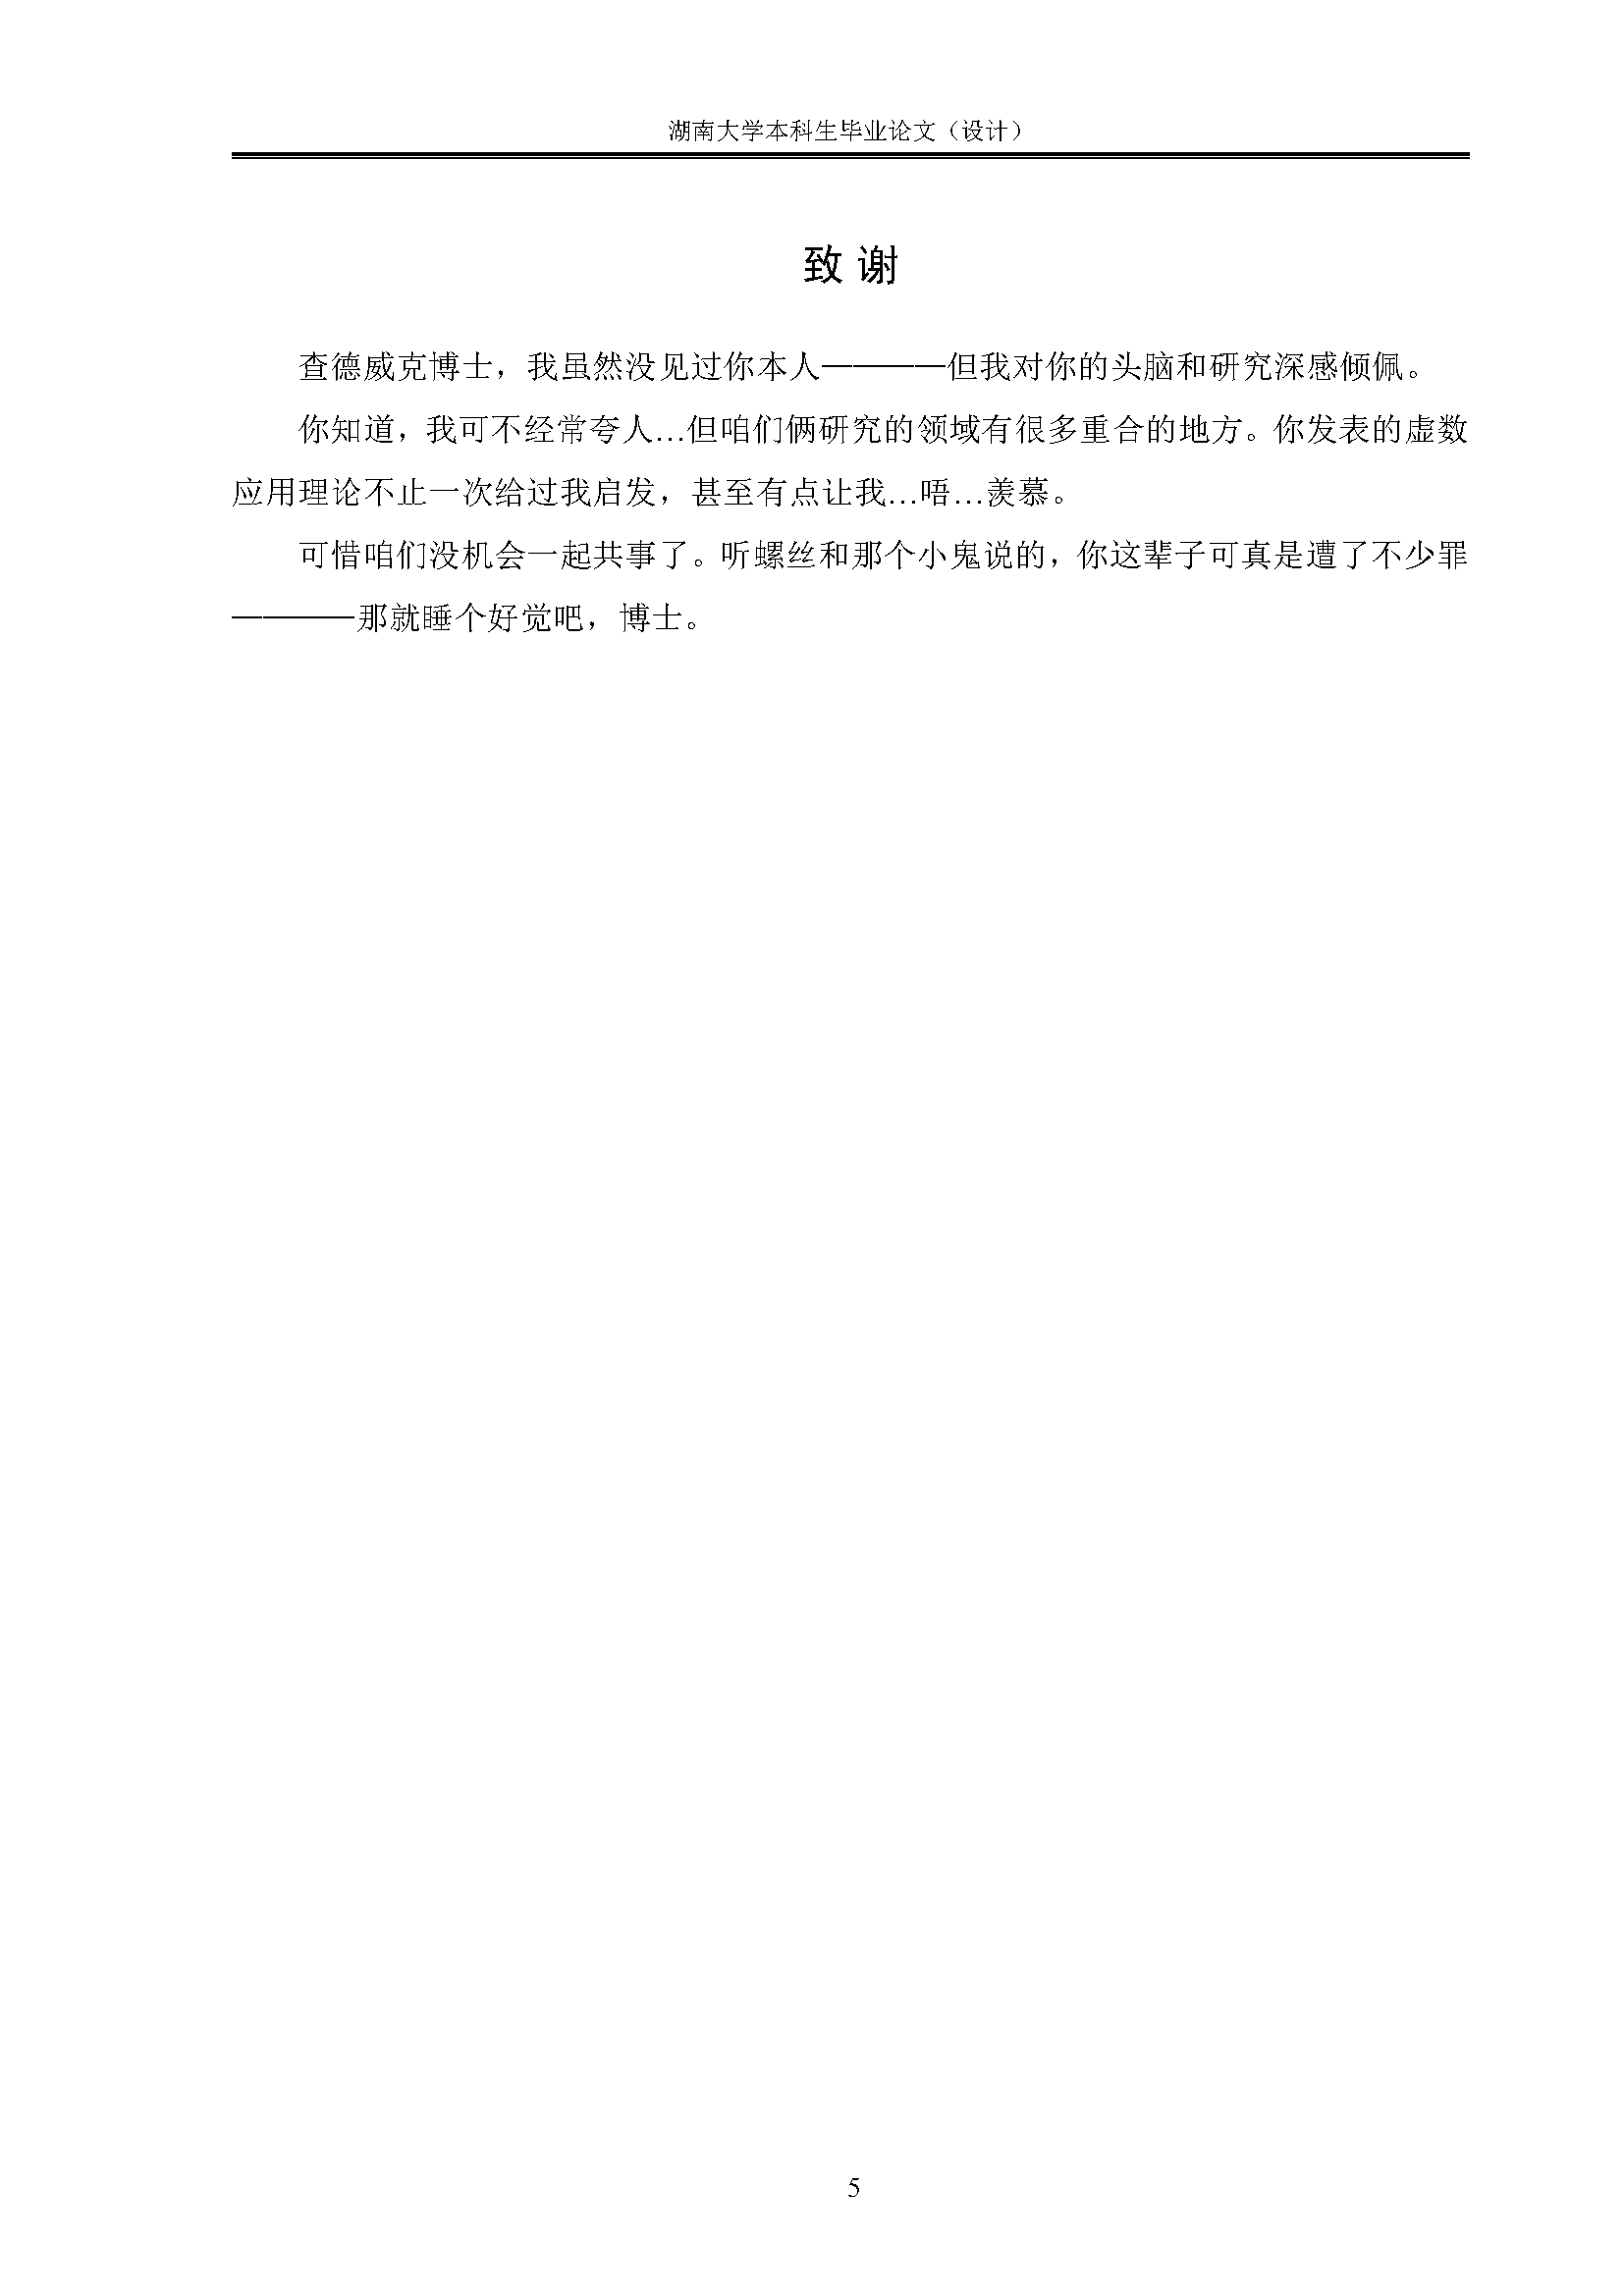 湖南大学本科生毕业论文（设计）
致 谢
查德威克博士，我虽然没见过你本人————但我对你的头脑和研究深感倾佩。
你知道，我可不经常夸人…但咱们俩研究的领域有很多重合的地方。你发表的虚数
应用理论不止一次给过我启发，甚至有点让我…唔…羡慕。
可惜咱们没机会一起共事了。听螺丝和那个小鬼说的，你这辈子可真是遭了不少罪
————那就睡个好觉吧，博士。
5